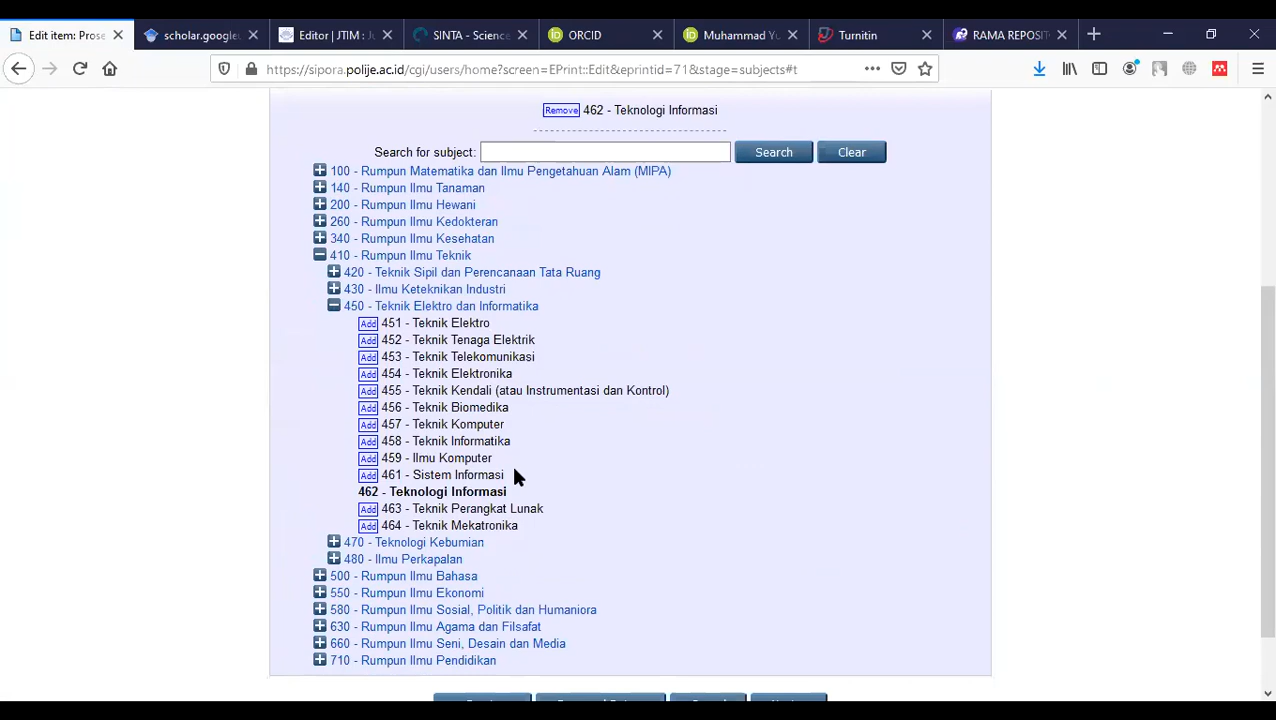 Edit item: Prose
scholar.google
Editor | JTIM : Ju
SINTA - Science
ORCID
Muhammad Yu
Turnitin
RAMA REPOSIT
https://sipora.polije.ac.id/cgi/users/home?screen=EPrint::Edit&eprintid=71&stage=subjects#t
Remove 462 - Teknologi Informasi
Search for subject: Search Clear
100 - Rumpun Matematika dan Ilmu Pengetahuan Alam (MIPA)
140 - Rumpun Ilmu Tanaman
200 - Rumpun Ilmu Hewani
260 - Rumpun Ilmu Kedokteran
340 - Rumpun Ilmu Kesehatan
410 - Rumpun Ilmu Teknik
420 - Teknik Sipil dan Perencanaan Tata Ruang
430 - Ilmu Keteknikan Industri
450 - Teknik Elektro dan Informatika
Add 451 - Teknik Elektro
Add 452 - Teknik Tenaga Elektrik
Add 453 - Teknik Telekomunikasi
Add 454 - Teknik Elektronika
Add 455 - Teknik Kendali (atau Instrumentasi dan Kontrol)
Add 456 - Teknik Biomedika
Add 457 - Teknik Komputer
Add 458 - Teknik Informatika
Add 459 - Ilmu Komputer
Add 461 - Sistem Informasi
462 - Teknologi Informasi
Add 463 - Teknik Perangkat Lunak
Add 464 - Teknik Mekatronika
470 - Teknologi Kebumian
480 - Ilmu Perkapalan
500 - Rumpun Ilmu Bahasa
550 - Rumpun Ilmu Ekonomi
580 - Rumpun Ilmu Sosial, Politik dan Humaniora
630 - Rumpun Ilmu Agama dan Filsafat
660 - Rumpun Ilmu Seni, Desain dan Media
710 - Rumpun Ilmu Pendidikan